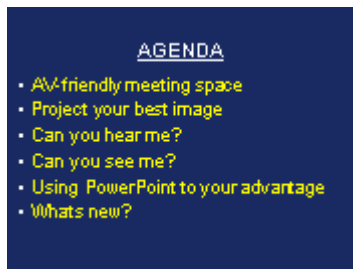 AGENDA
• AV-friendly meeting space
• Project your best image
• Can you hear me?
• Can you see me?
• Using PowerPoint to your advantage
• Whats new?